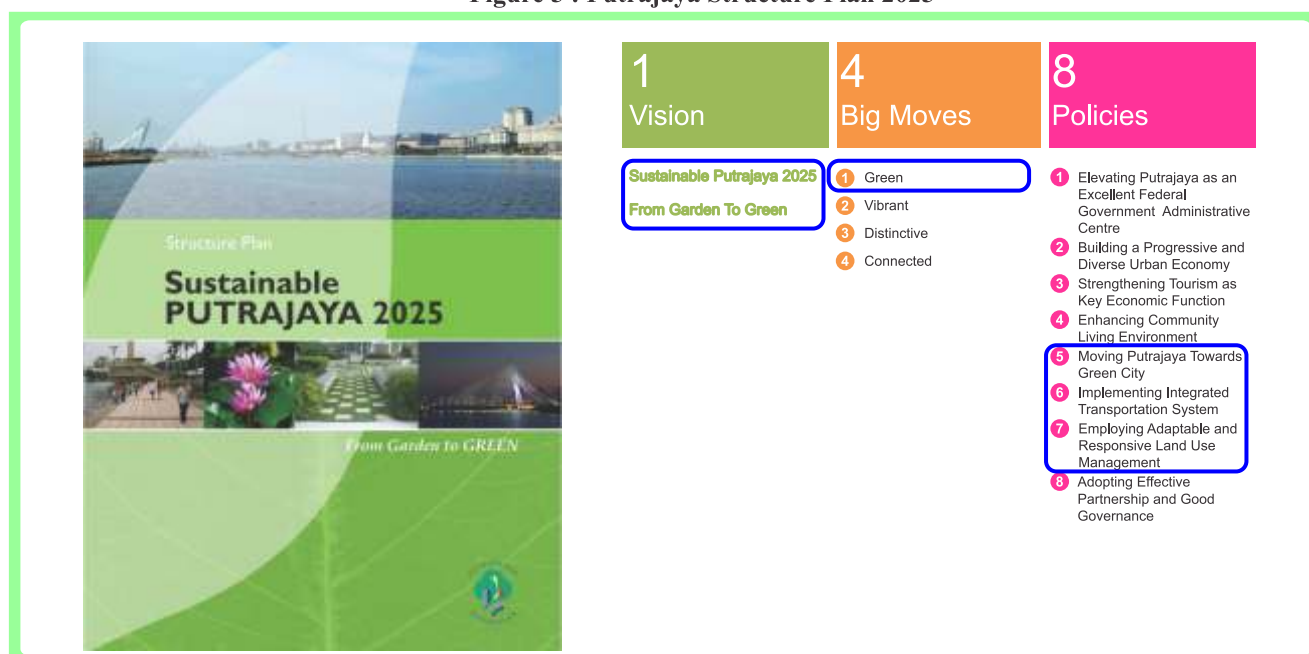 Figure 3 : Putrajaya Structure Plan 2025
Structure Plan
Sustainable
PUTRAJAYA 2025
From Garden to GREEN
1
Vision
Sustainable Putrajaya 2025
From Garden To Green
4
Big Moves
1 Green
2 Vibrant
3 Distinctive
4 Connected
8
Policies
1 Elevating Putrajaya as an
Excellent Federal
Government Administrative
Centre
2 Building a Progressive and
Diverse Urban Economy
3 Strengthening Tourism as
Key Economic Function
4 Enhancing Community
Living Environment
5 Moving Putrajaya Towards
Green City
6 Implementing Integrated
Transportation System
7 Employing Adaptable and
Responsive Land Use
Management
8 Adopting Effective
Partnership and Good
Governance